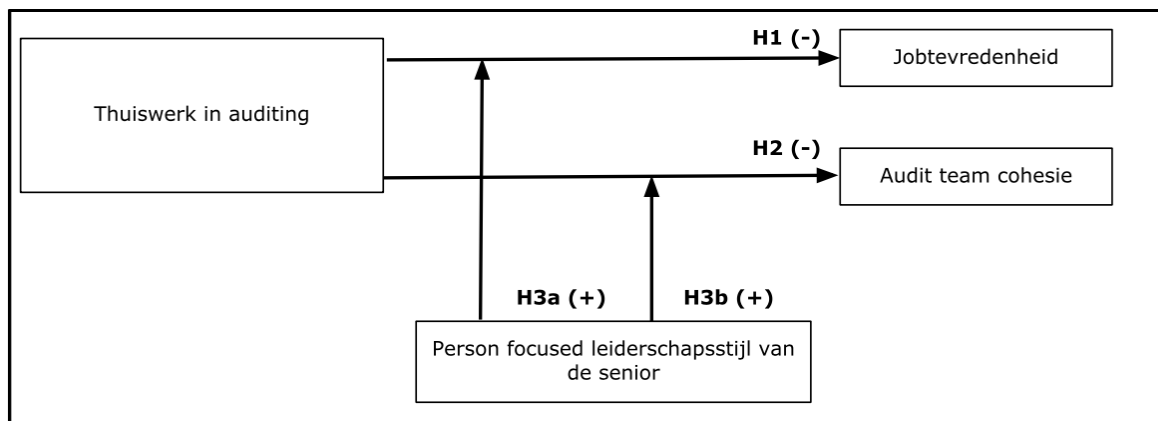 H1 (-)
Jobtevredenheid
Thuiswerk in auditing
H2 (-)
Audit team cohesie
H3a (+)
H3b (+)
Person focused leiderschapsstijl van
de senior